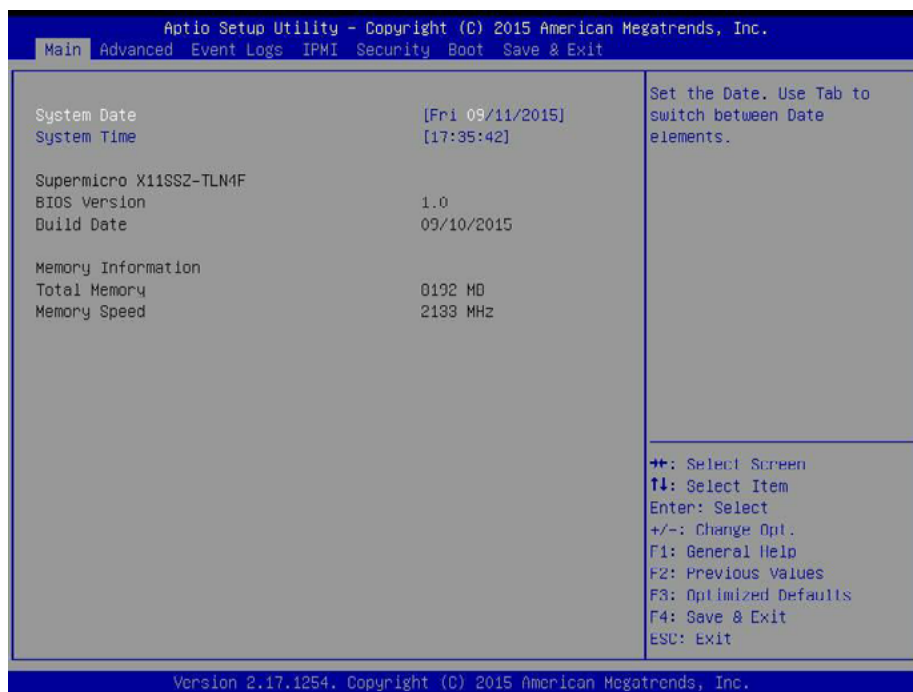 Aptio Setup Utility – Copyright (C) 2015 American Megatrends, Inc.
Main Advanced Event Logs IPMI Security Boot Save & Exit
System Date [Fri 09/11/2015]
System Time [17:35:42]
Supermicro X11SSZ-TLN4F
BIOS Version 1.0
Build Date 09/10/2015
Memory Information
Total Memory 8192 MB
Memory Speed 2133 MHz
Set the Date. Use Tab to
switch between Date
elements.
→←: Select Screen
↑↓: Select Item
Enter: Select
+/-: Change Opt.
F1: General Help
F2: Previous Values
F3: Optimized Defaults
F4: Save & Exit
ESC: Exit
Version 2.17.1254. Copyright (C) 2015 American Megatrends, Inc.